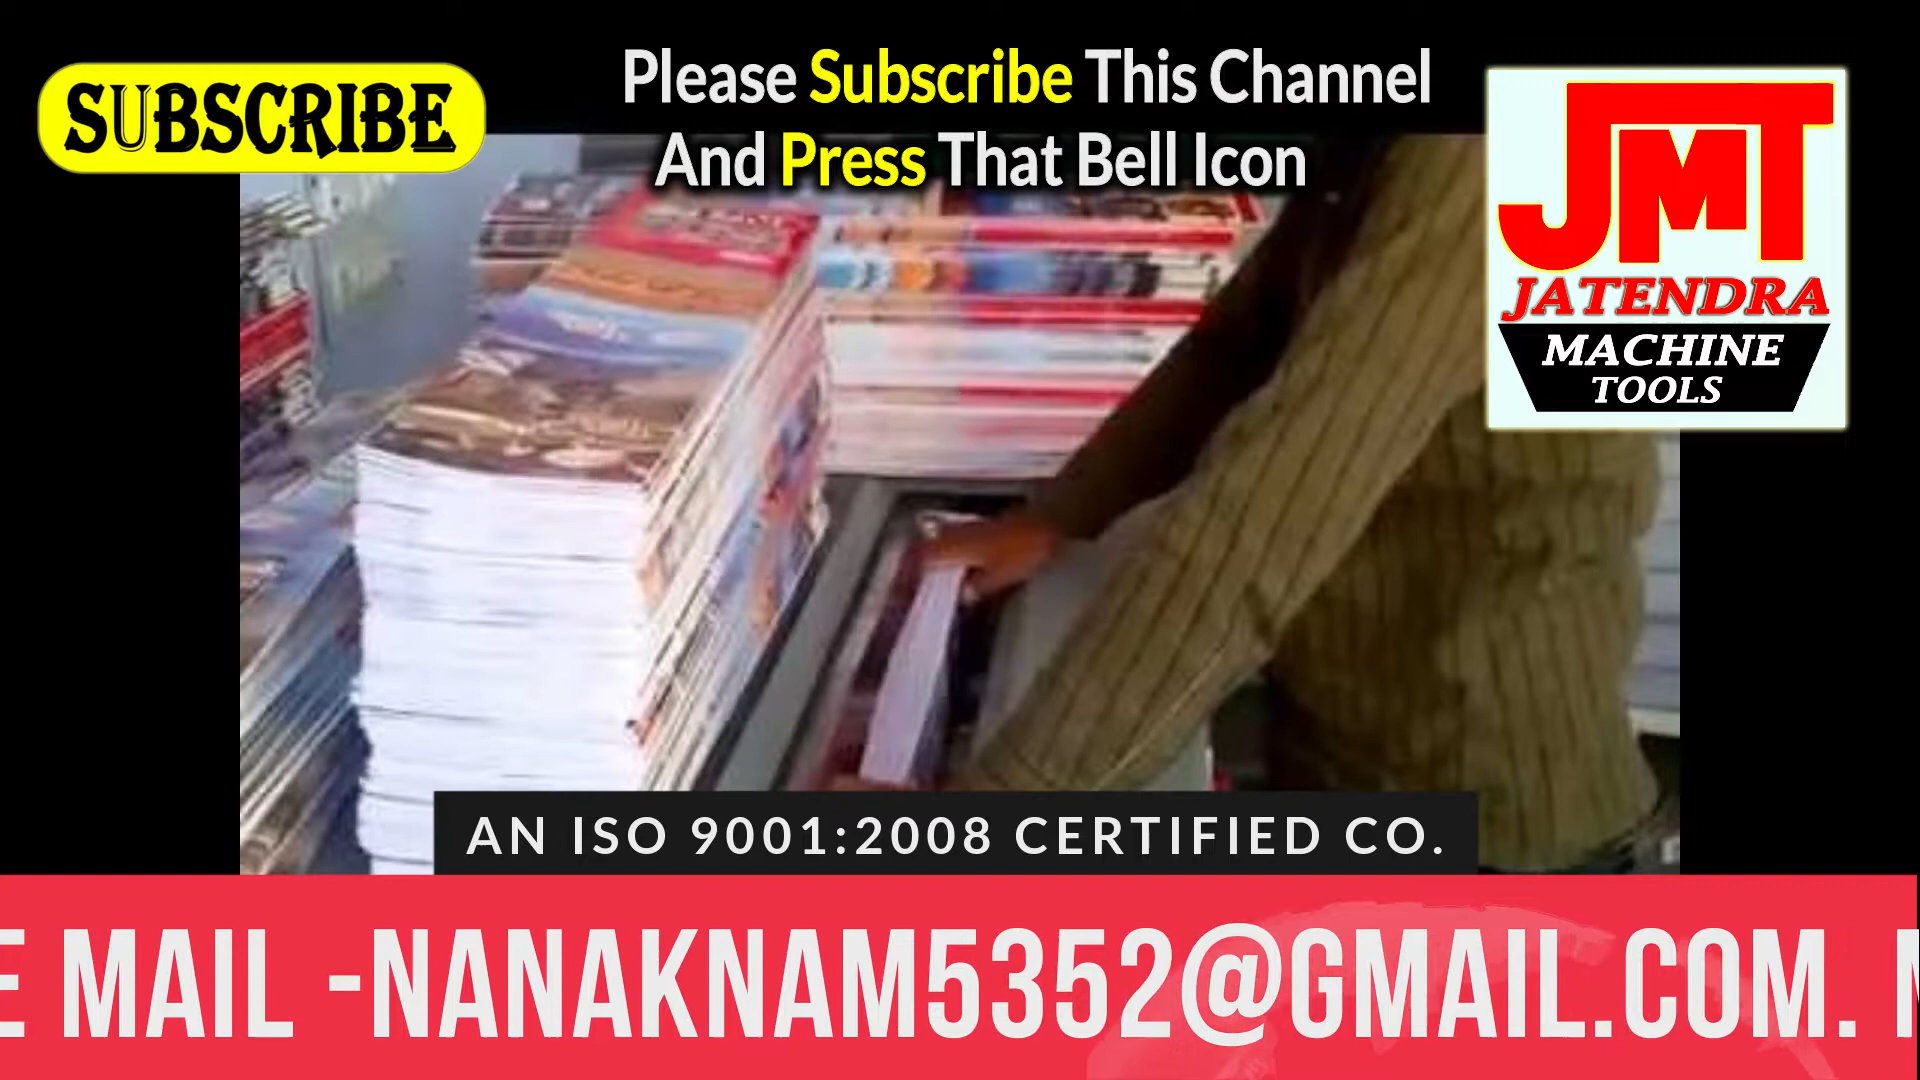 SUBSCRIBE
Please Subscribe This Channel
And Press That Bell Icon
JMT
JATENDRA
MACHINE
TOOLS
AN ISO 9001:2008 CERTIFIED CO.
E MAIL -NANAKNAM5352@GMAIL.COM.